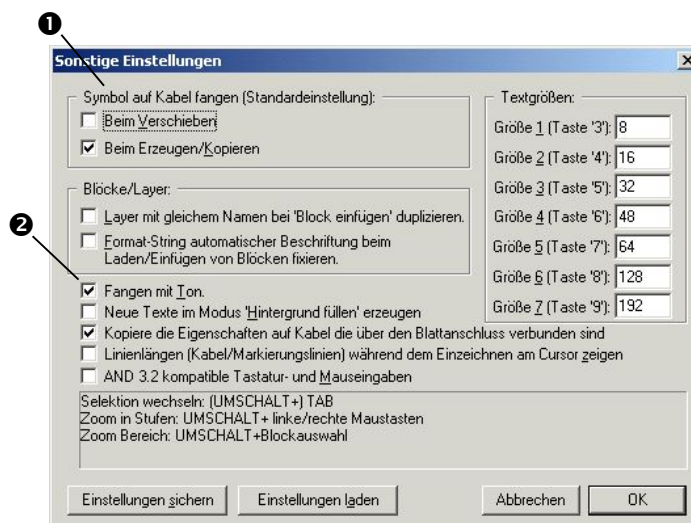 ❶
Sonstige Einstellungen
Symbol auf Kabel fangen (Standardeinstellung):
Beim Verschieben
Beim Erzeugen/Kopieren
Textgrößen:
Größe 1 (Taste '3'): 8
Größe 2 (Taste '4'): 16
Größe 3 (Taste '5'): 32
Größe 4 (Taste '6'): 48
Größe 5 (Taste '7'): 64
Größe 6 (Taste '8'): 128
Größe 7 (Taste '9'): 192
Blöcke/Layer:
Layer mit gleichem Namen bei 'Block einfügen' duplizieren.
❷
Format-String automatischer Beschriftung beim
Laden/Einfügen von Blöcken fixieren.
Fangen mit Ton.
Neue Texte im Modus 'Hintergrund füllen' erzeugen
Kopiere die Eigenschaften auf Kabel die über den Blattanschluss verbunden sind
Linienlängen (Kabel/Markierungslinien) während dem Einzeichnen am Cursor zeigen
AND 3.2 kompatible Tastatur- und Mauseingaben
Selektion wechseln: (UMSCHALT+) TAB
Zoom in Stufen: UMSCHALT+ linke/rechte Maustasten
Zoom Bereich: UMSCHALT+Blockauswahl
Einstellungen sichern
Einstellungen laden
Abbrechen
OK